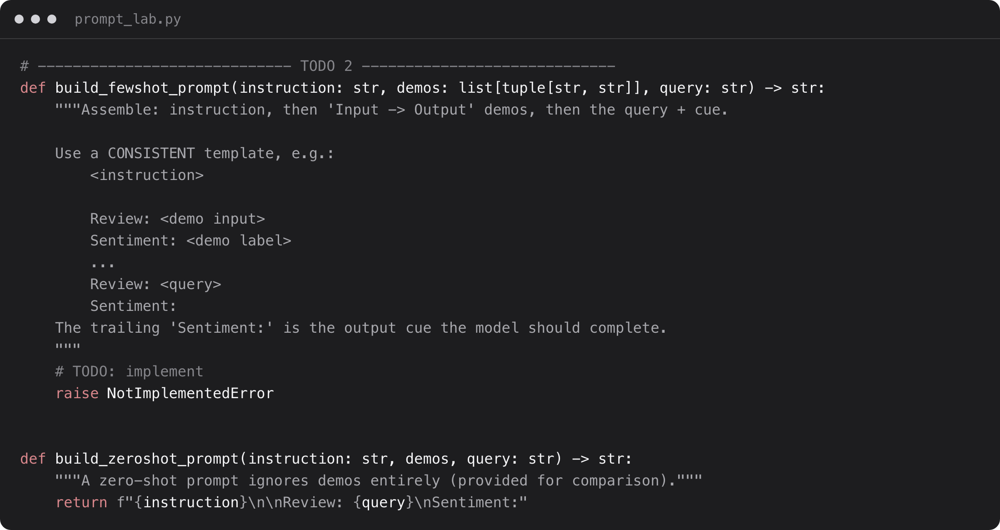 prompt_lab.py
# ----------------------------- TODO 2 -----------------------------
def build_fewshot_prompt(instruction: str, demos: list[tuple[str, str]], query: str) -> str:
    """Assemble: instruction, then 'Input -> Output' demos, then the query + cue.

    Use a CONSISTENT template, e.g.:
        <instruction>

        Review: <demo input>
        Sentiment: <demo label>
        ...
        Review: <query>
        Sentiment:
    The trailing 'Sentiment:' is the output cue the model should complete.
    """
    # TODO: implement
    raise NotImplementedError


def build_zeroshot_prompt(instruction: str, demos, query: str) -> str:
    """A zero-shot prompt ignores demos entirely (provided for comparison)."""
    return f"{instruction}\n\nReview: {query}\nSentiment:"